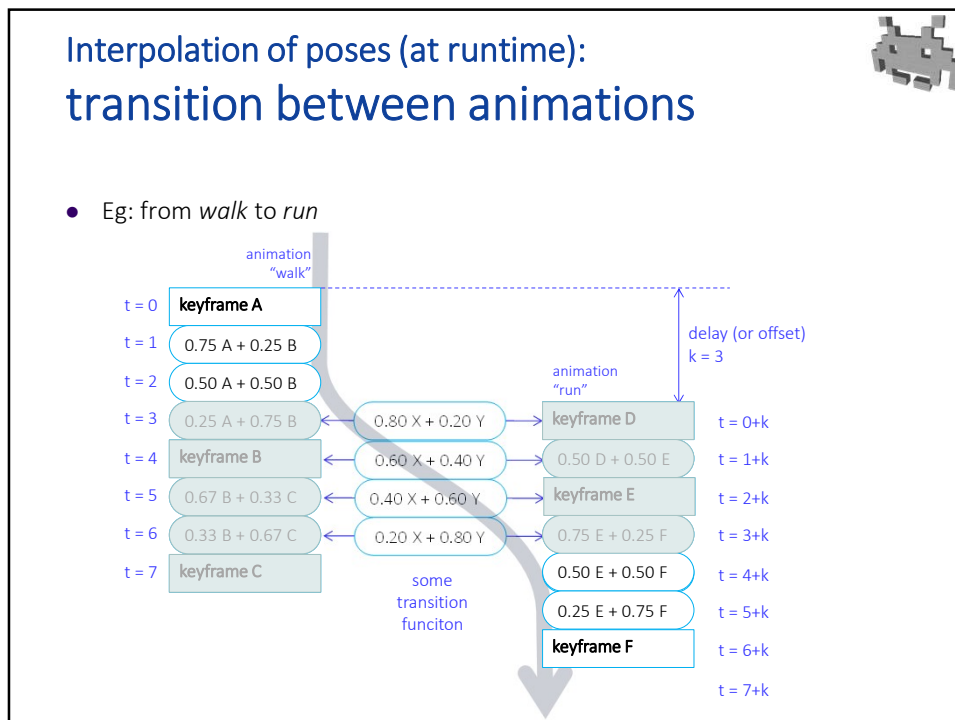 Interpolation of poses (at runtime):
transition between animations
● Eg: from walk to run
animation
“walk”
t = 0 keyframe A
t = 1 0.75 A + 0.25 B
t = 2 0.50 A + 0.50 B
delay (or offset)
k = 3
animation
“run”
t = 3 0.25 A + 0.75 B 0.80 X + 0.20 Y keyframe D t = 0+k
t = 4 keyframe B 0.60 X + 0.40 Y 0.50 D + 0.50 E t = 1+k
t = 5 0.67 B + 0.33 C 0.40 X + 0.60 Y keyframe E t = 2+k
t = 6 0.33 B + 0.67 C 0.20 X + 0.80 Y 0.75 E + 0.25 F t = 3+k
t = 7 keyframe C 0.50 E + 0.50 F t = 4+k
some
transition
funciton
0.25 E + 0.75 F t = 5+k
keyframe F t = 6+k
t = 7+k